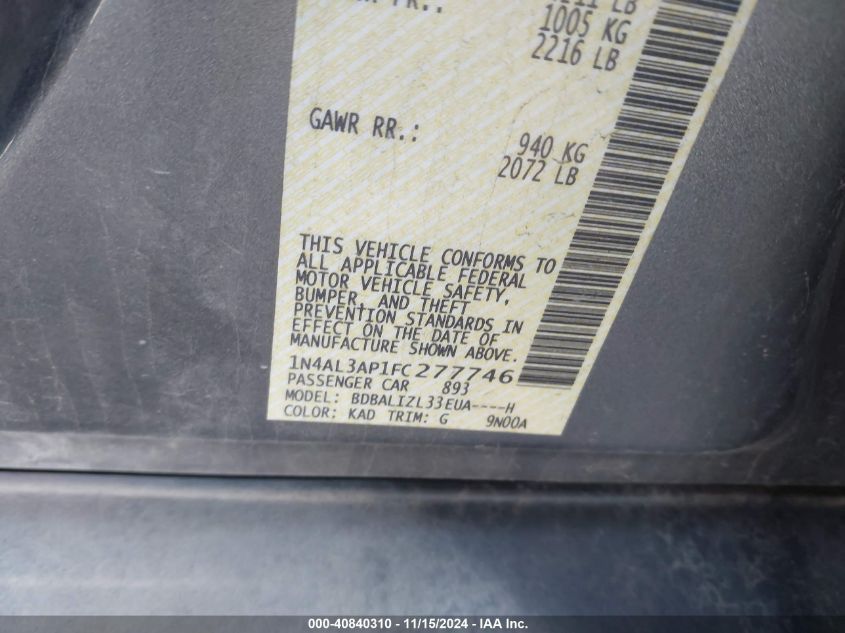 1005 KG
2216 LB
GAWR RR.:
940 KG
2072 LB
THIS VEHICLE CONFORMS TO
ALL APPLICABLE FEDERAL
MOTOR VEHICLE SAFETY,
BUMPER, AND THEFT
PREVENTION STANDARDS IN
EFFECT ON THE DATE OF
MANUFACTURE SHOWN ABOVE.
1N4AL3AP1FC277746
PASSENGER CAR 893
MODEL: BDBALIZL33EUA----H
COLOR: KAD TRIM: G 9N00A
000-40840310 - 11/15/2024 - IAA Inc.